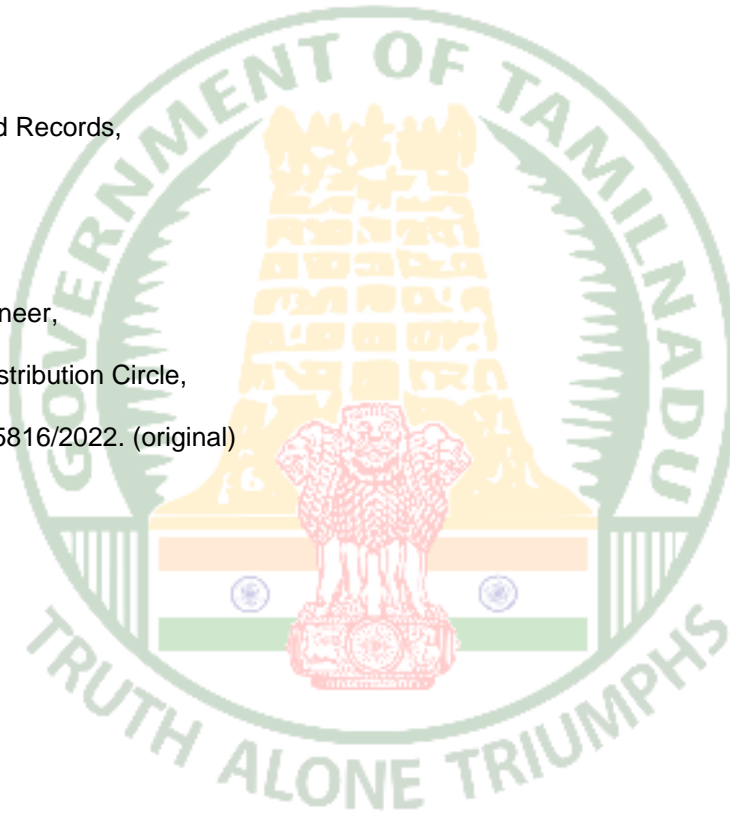 GOVERNMENT OF TAMILNADU
d Records,
neer,
stribution Circle,
5816/2022. (original)
TRUTH ALONE TRIUMPHS